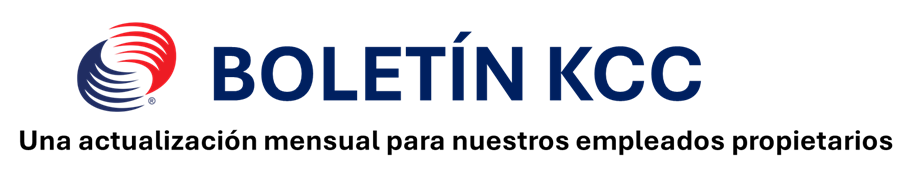 BOLETÍN KCC
®
Una actualización mensual para nuestros empleados propietarios